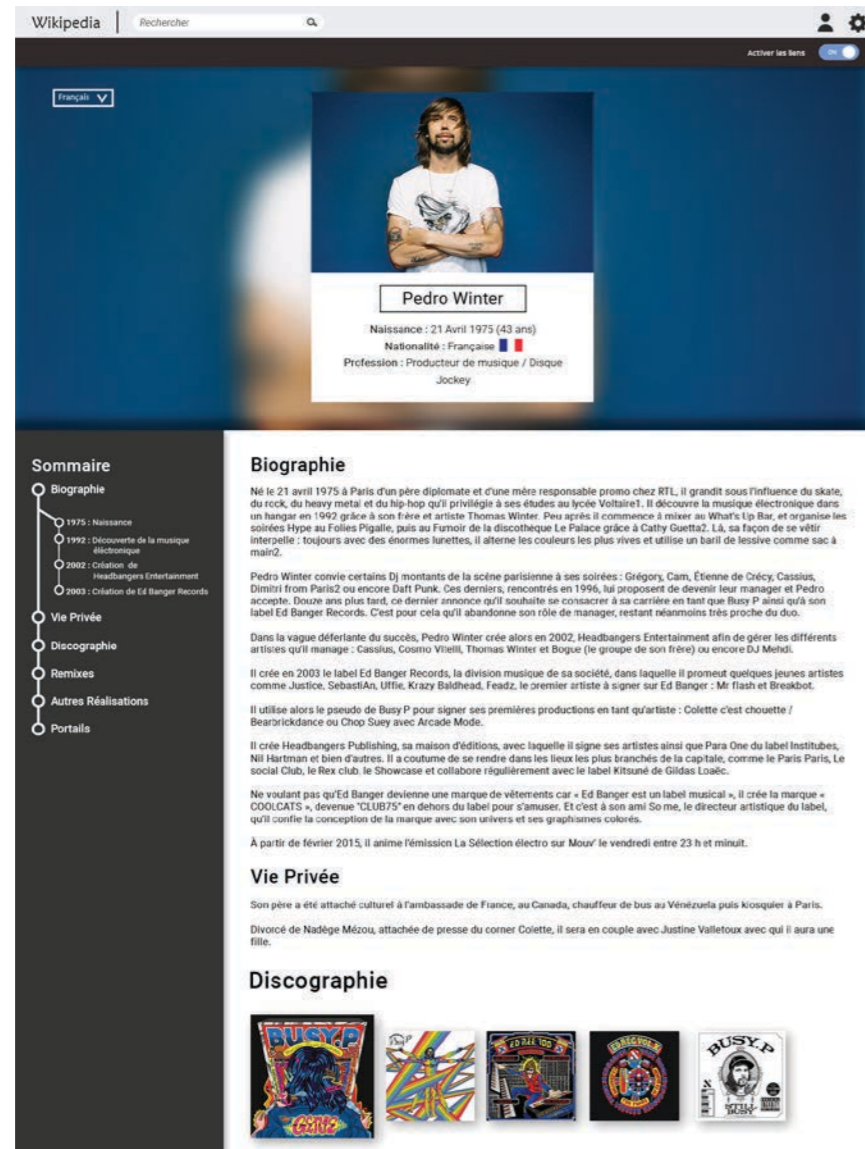 Wikipedia
Rechercher
Activer les liens
ON
Français
Pedro Winter
Naissance : 21 Avril 1975 (43 ans)
Nationalité : Française
Profession : Producteur de musique / Disque
Jockey
Sommaire
Biographie
1975 : Naissance
1992 : Découverte de la musique
éléctronique
2002 : Création de
Headbangers Entertainment
2003 : Création de Ed Banger Records
Vie Privée
Discographie
Remixes
Autres Réalisations
Portails
Biographie
Né le 21 avril 1975 à Paris d'un père diplomate et d'une mère responsable promo chez RTL, il grandit sous l'influence du skate,
du rock, du heavy metal et du hip-hop qu'il privilégie à ses études au lycée Voltaire1. Il découvre la musique électronique dans
un hangar en 1992 grâce à son frère et artiste Thomas Winter. Peu après il commence à mixer au What's Up Bar, et organise les
soirées Hype au Folies Pigalle, puis au Fumoir de la discothèque Le Palace grâce à Cathy Guetta2. Là, sa façon de se vêtir
interpelle : toujours avec des énormes lunettes, il alterne les couleurs les plus vives et utilise un baril de lessive comme sac à
main2.
Pedro Winter convie certains Dj montants de la scène parisienne à ses soirées : Grégory, Cam, Étienne de Crécy, Cassius,
Dimitri from Paris2 ou encore Daft Punk. Ces derniers, rencontrés en 1996, lui proposent de devenir leur manager et Pedro
accepte. Douze ans plus tard, ce dernier annonce qu'il souhaite se consacrer à sa carrière en tant que Busy P ainsi qu'à son
label Ed Banger Records. C'est pour cela qu'il abandonne son rôle de manager, restant néanmoins très proche du duo.
Dans la vague déferlante du succès, Pedro Winter crée alors en 2002, Headbangers Entertainment afin de gérer les différents
artistes qu'il manage : Cassius, Cosmo Vitelli, Thomas Winter et Bogue (le groupe de son frère) ou encore DJ Mehdi.
Il crée en 2003 le label Ed Banger Records, la division musique de sa société, dans laquelle il promeut quelques jeunes artistes
comme Justice, SebastiAn, Uffie, Krazy Baldhead, Feadz, le premier artiste à signer sur Ed Banger : Mr flash et Breakbot.
Il utilise alors le pseudo de Busy P pour signer ses premières productions en tant qu'artiste : Colette c'est chouette /
Bearbrickdance ou Chop Suey avec Arcade Mode.
Il crée Headbangers Publishing, sa maison d'éditions, avec laquelle il signe ses artistes ainsi que Para One du label Institubes,
Nil Hartman et bien d'autres. Il a coutume de se rendre dans les lieux les plus branchés de la capitale, comme le Paris Paris, Le
social Club, le Rex club, le Showcase et collabore régulièrement avec le label Kitsuné de Gildas Loaëc.
Ne voulant pas qu'Ed Banger devienne une marque de vêtements car « Ed Banger est un label musical », il crée la marque «
COOLCATS », devenue "CLUB75" en dehors du label pour s'amuser. Et c'est à son ami So me, le directeur artistique du label,
qu'il confie la conception de la marque avec son univers et ses graphismes colorés.
À partir de février 2015, il anime l'émission La Sélection électro sur Mouv' le vendredi entre 23 h et minuit.
Vie Privée
Son père a été attaché culturel à l'ambassade de France, au Canada, chauffeur de bus au Vénézuela puis kiosquier à Paris.
Divorcé de Nadège Mézou, attachée de presse du corner Colette, il sera en couple avec Justine Valletoux avec qui il aura une
fille.
Discographie
BUSY.P
GENIE
Busy P
ED REC 100
ED REC VOL. X
BUSY.P
STILL
BUSY